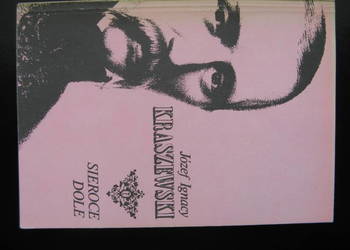 Józef Ignacy
KRASZEWSKI
SIEROCE
DOLE